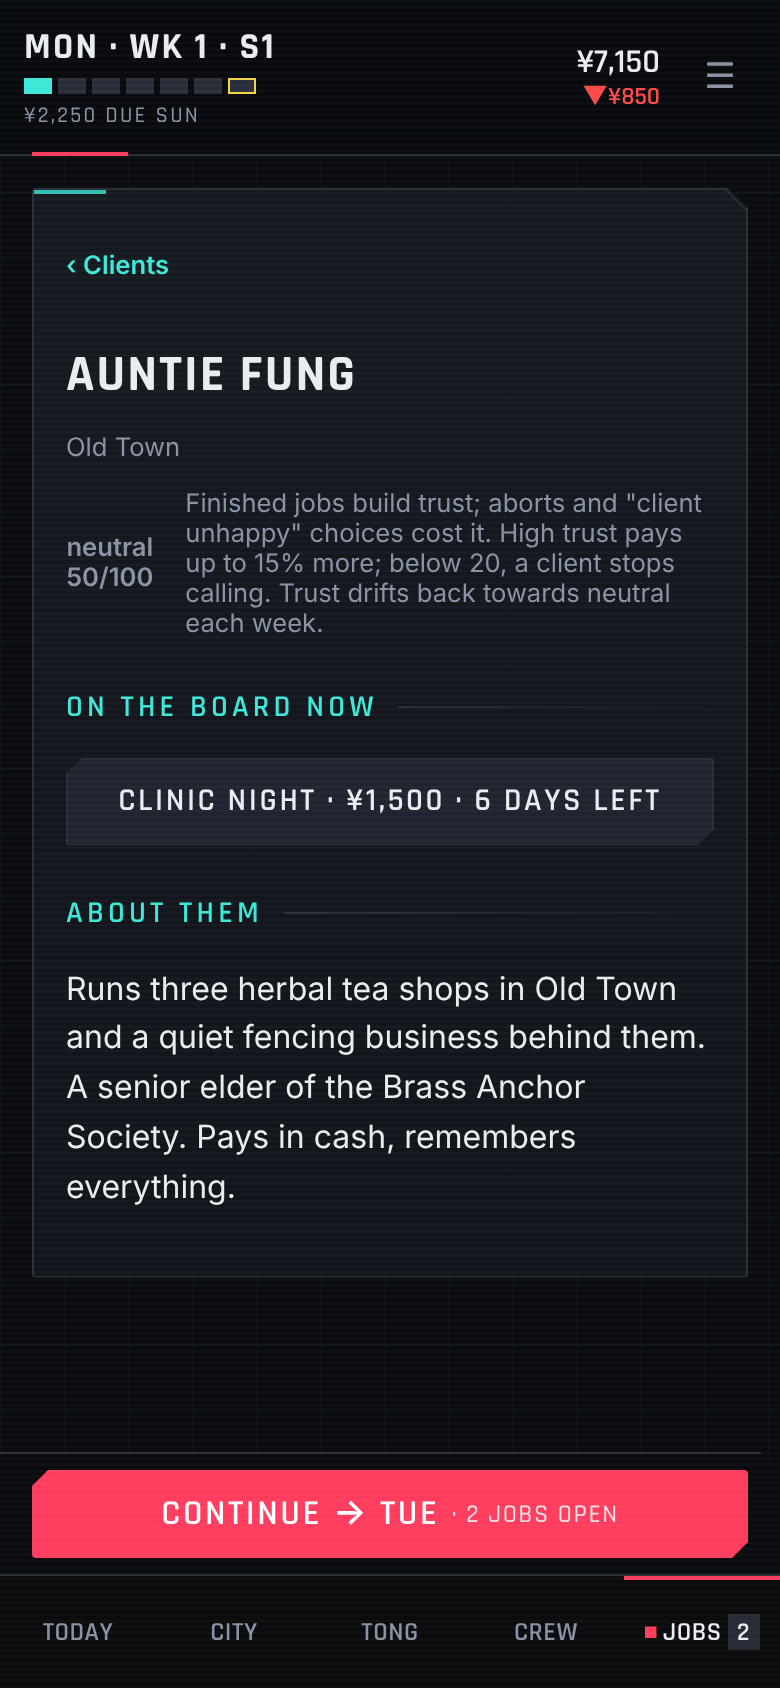 MON · WK 1 · S1
¥2,250 DUE SUN
¥7,150
▼¥850
☰
‹ Clients
AUNTIE FUNG
Old Town
neutral
50/100
Finished jobs build trust; aborts and "client
unhappy" choices cost it. High trust pays
up to 15% more; below 20, a client stops
calling. Trust drifts back towards neutral
each week.
ON THE BOARD NOW
CLINIC NIGHT · ¥1,500 · 6 DAYS LEFT
ABOUT THEM
Runs three herbal tea shops in Old Town
and a quiet fencing business behind them.
A senior elder of the Brass Anchor
Society. Pays in cash, remembers
everything.
CONTINUE → TUE · 2 JOBS OPEN
TODAY CITY TONG CREW JOBS 2